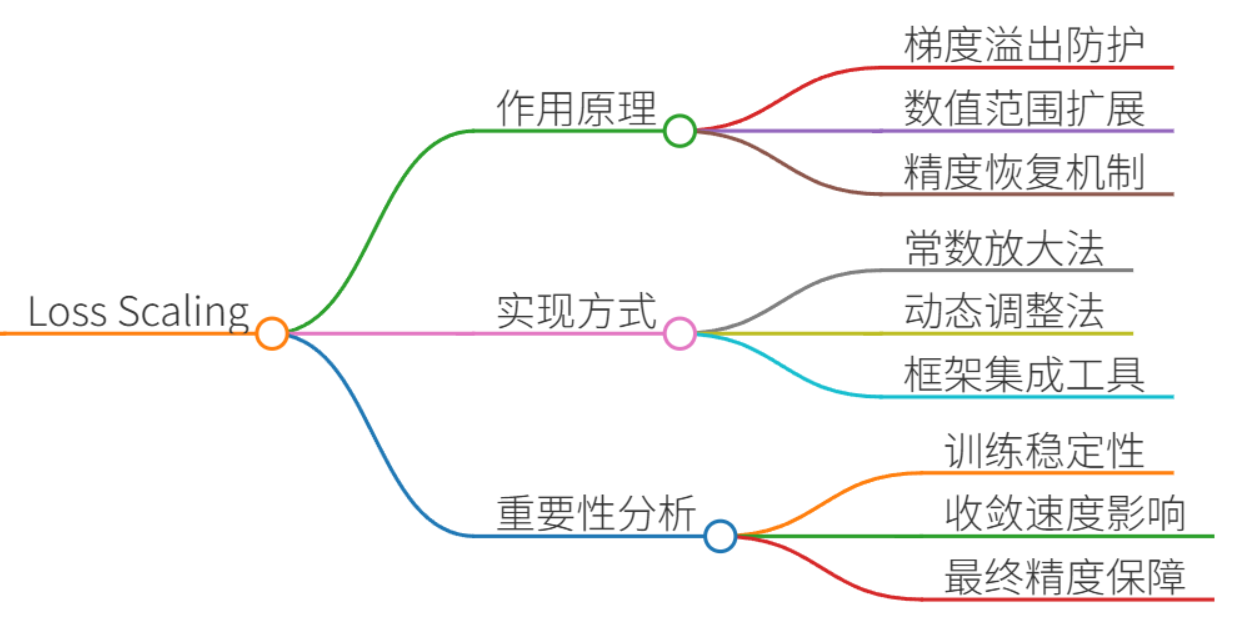 Loss Scaling
作用原理
梯度溢出防护
数值范围扩展
精度恢复机制
实现方式
常数放大法
动态调整法
框架集成工具
重要性分析
训练稳定性
收敛速度影响
最终精度保障